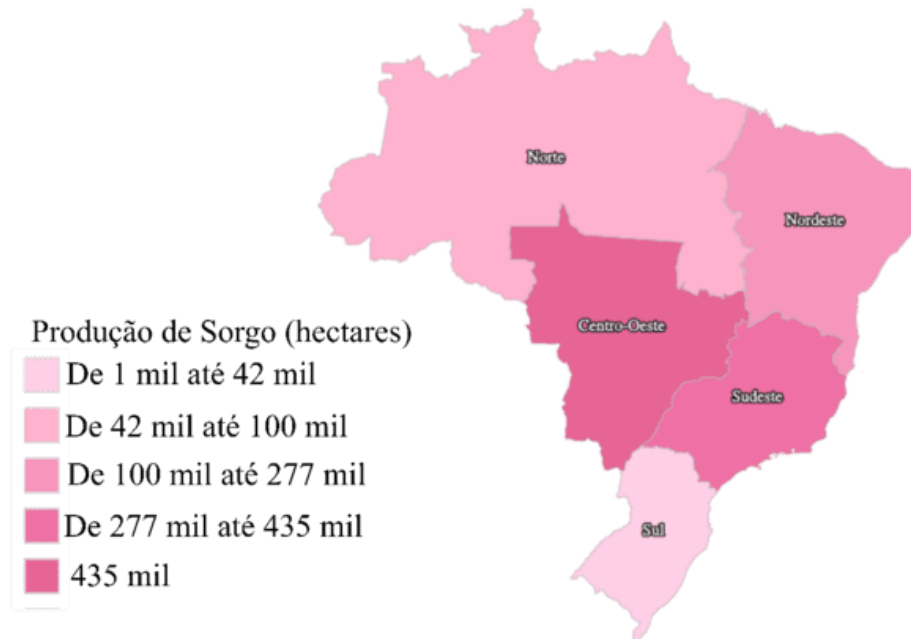 Norte
Nordeste
Centro-Oeste
Sudeste
Sul
Produção de Sorgo (hectares)
De 1 mil até 42 mil
De 42 mil até 100 mil
De 100 mil até 277 mil
De 277 mil até 435 mil
435 mil